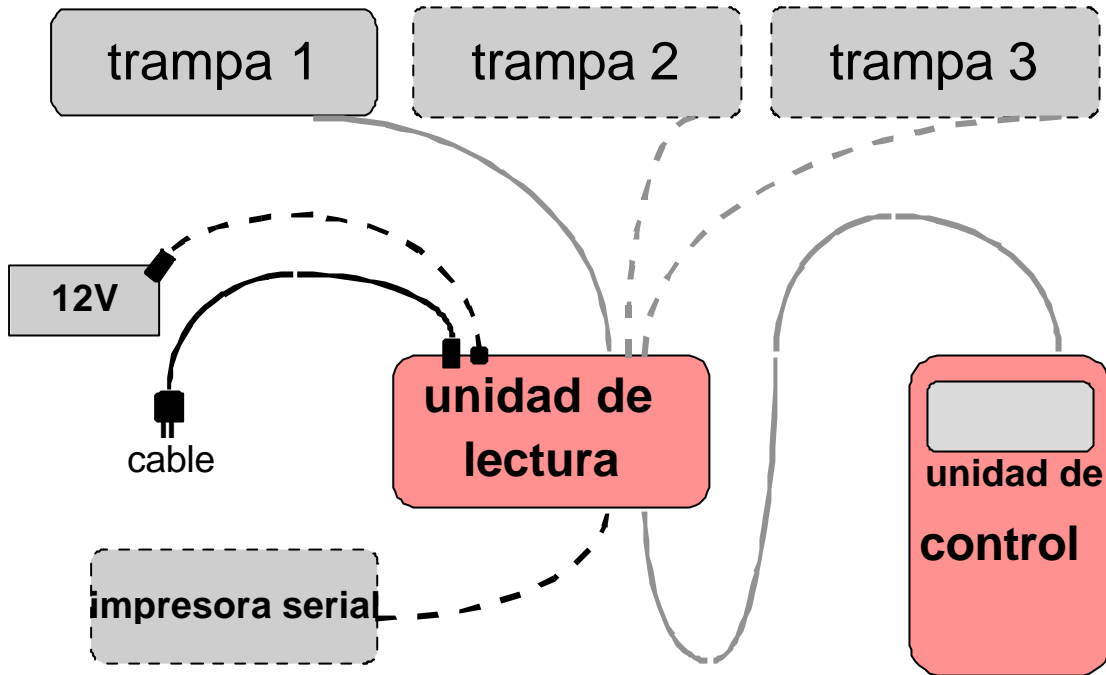 trampa 1
trampa 2
trampa 3
12V
cable
unidad de
lectura
unidad de
control
impresora serial